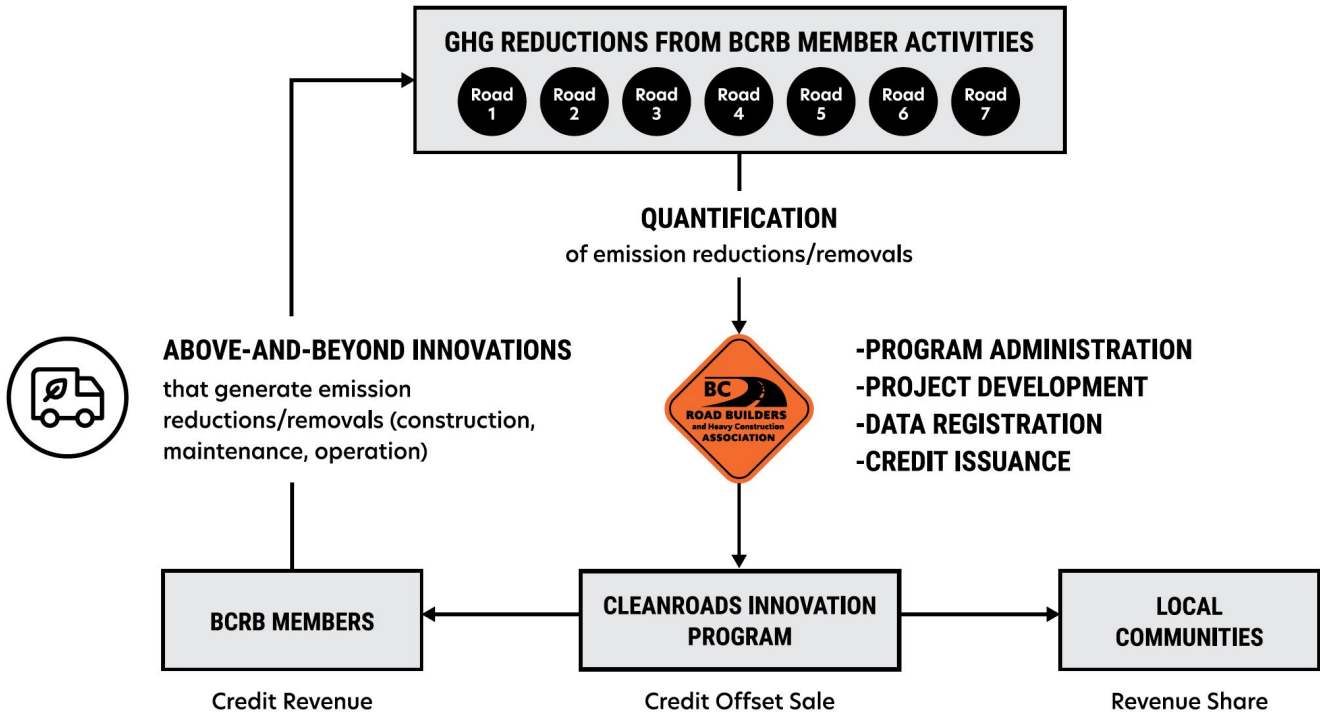 GHG REDUCTIONS FROM BCRB MEMBER ACTIVITIES
Road
1
Road
2
Road
3
Road
4
Road
5
Road
6
Road
7
QUANTIFICATION
of emission reductions/removals
ABOVE-AND-BEYOND INNOVATIONS
that generate emission
reductions/removals (construction,
maintenance, operation)
BC
ROAD BUILDERS
and Heavy Construction
ASSOCIATION
-PROGRAM ADMINISTRATION
-PROJECT DEVELOPMENT
-DATA REGISTRATION
-CREDIT ISSUANCE
BCRB MEMBERS
CLEANROADS INNOVATION
PROGRAM
LOCAL
COMMUNITIES
Credit Revenue
Credit Offset Sale
Revenue Share